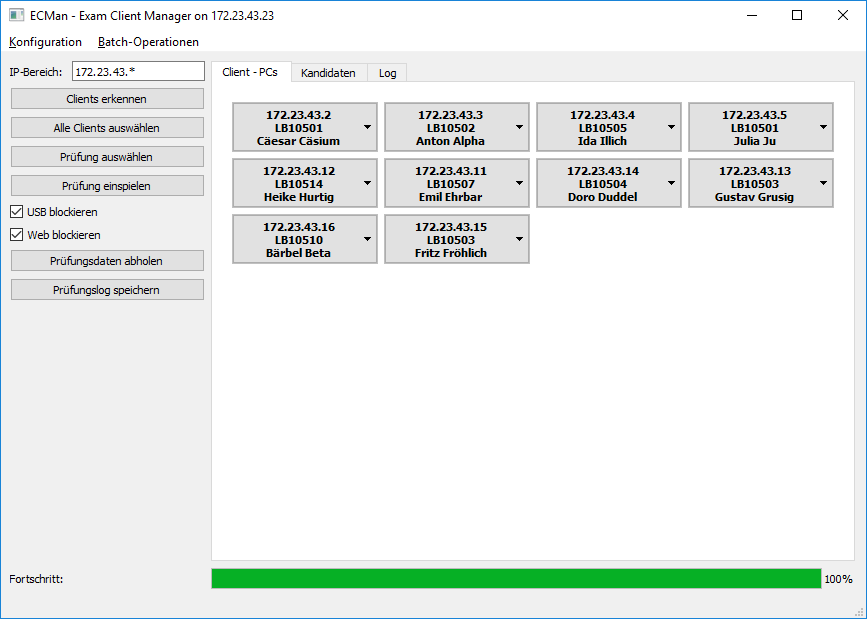 ECMan - Exam Client Manager on 172.23.43.23
Konfiguration Batch-Operationen
IP-Bereich: 172.23.43.*
Clients erkennen
Alle Clients auswählen
Prüfung auswählen
Prüfung einspielen
USB blockieren
Web blockieren
Prüfungsdaten abholen
Prüfungslog speichern
Client - PCs Kandidaten Log
172.23.43.2
LB10501
Cäesar Cäsium
172.23.43.3
LB10502
Anton Alpha
172.23.43.4
LB10505
Ida Illich
172.23.43.5
LB10501
Julia Ju
172.23.43.12
LB10514
Heike Hurtig
172.23.43.11
LB10507
Emil Ehrbar
172.23.43.14
LB10504
Doro Duddel
172.23.43.13
LB10503
Gustav Grusig
172.23.43.16
LB10510
Bärbel Beta
172.23.43.15
LB10503
Fritz Fröhlich
Fortschritt: 100%